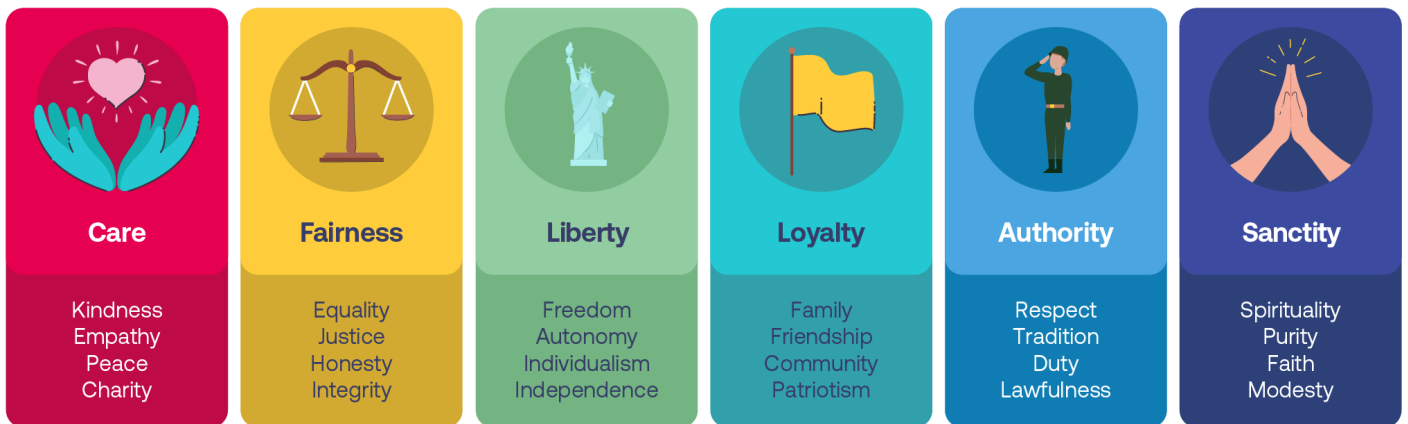 Care
Kindness
Empathy
Peace
Charity
Fairness
Equality
Justice
Honesty
Integrity
Liberty
Freedom
Autonomy
Individualism
Independence
Loyalty
Family
Friendship
Community
Patriotism
Authority
Respect
Tradition
Duty
Lawfulness
Sanctity
Spirituality
Purity
Faith
Modesty